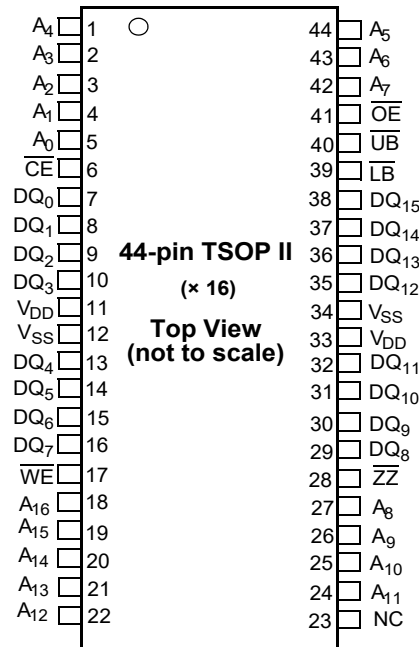 A4 1 44 A5
A3 2 43 A6
A2 3 42 A7
A1 4 41 OE
A0 5 40 UB
CE 6 39 LB
DQ0 7 38 DQ15
DQ1 8 37 DQ14
DQ2 9 36 DQ13
DQ3 10 35 DQ12
VDD 11 34 VSS
VSS 12 33 VDD
DQ4 13 32 DQ11
DQ5 14 31 DQ10
DQ6 15 30 DQ9
DQ7 16 29 DQ8
WE 17 28 ZZ
A16 18 27 A8
A15 19 26 A9
A14 20 25 A10
A13 21 24 A11
A12 22 23 NC
44-pin TSOP II
(× 16)
Top View
(not to scale)